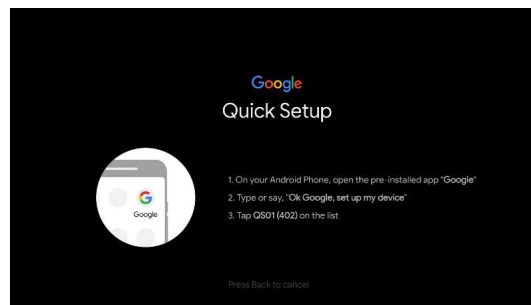 Google
Quick Setup
1. On your Android Phone, open the pre-installed app "Google"
2. Type or say, "Ok Google, set up my device"
3. Tap QS01 (402) on the list
G
Google
Press Back to cancel